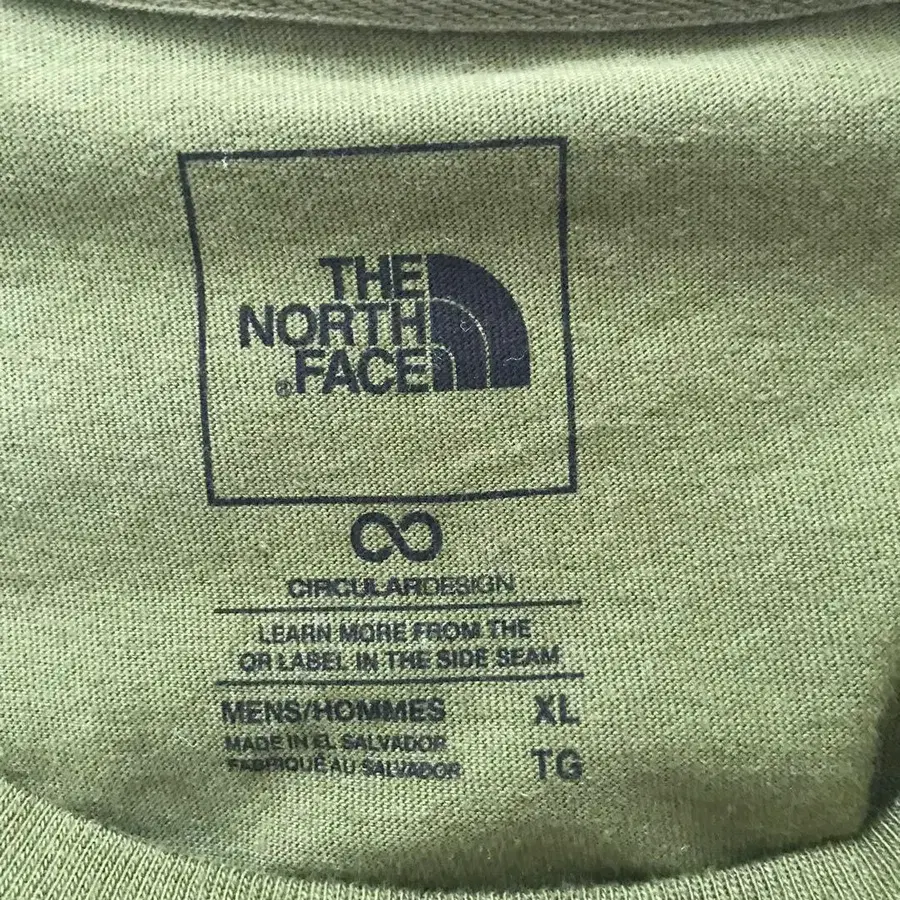 THE
NORTH
®FACE
CIRCULARDESIGN
LEARN MORE FROM THE
QR LABEL IN THE SIDE SEAM
MENS/HOMMES XL
MADE IN EL SALVADOR
FABRIQUÉ AU SALVADOR TG